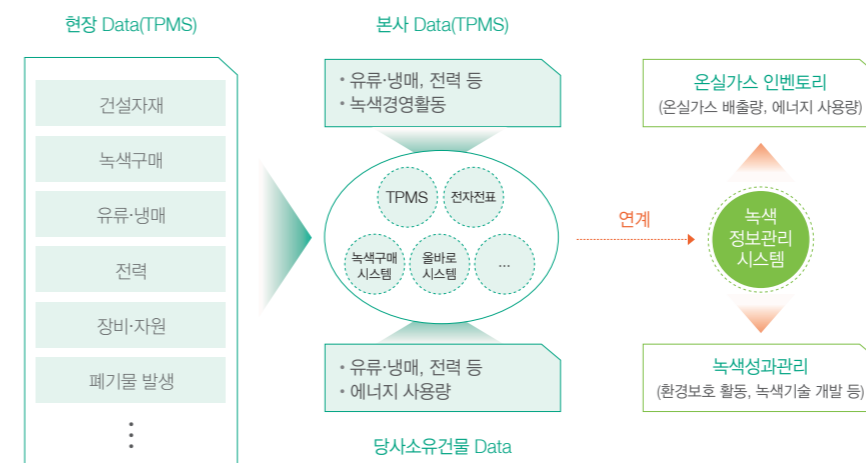 현장 Data(TPMS)
건설자재
녹색구매
유류·냉매
전력
장비·자원
폐기물 발생
본사 Data(TPMS)
• 유류·냉매, 전력 등
• 녹색경영활동
TPMS
전자전표
녹색구매
시스템
올바로
시스템
...
• 유류·냉매, 전력 등
• 에너지 사용량
당사소유건물 Data
연계
온실가스 인벤토리
(온실가스 배출량, 에너지 사용량)
녹색
정보관리
시스템
녹색성과관리
(환경보호 활동, 녹색기술 개발 등)